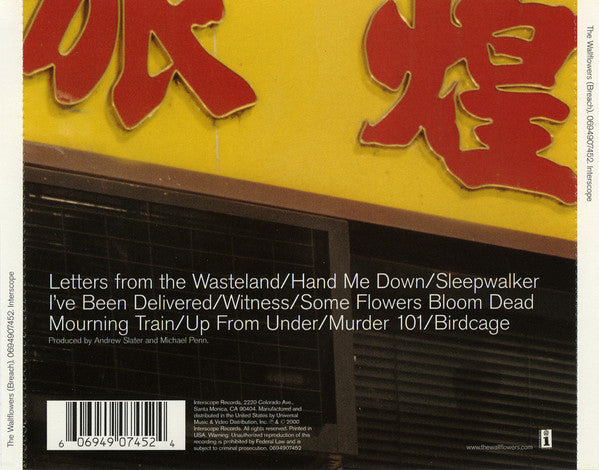 旅 煌
Letters from the Wasteland/Hand Me Down/Sleepwalker
I've Been Delivered/Witness/Some Flowers Bloom Dead
Mourning Train/Up From Under/Murder 101/Birdcage
Produced by Andrew Slater and Michael Penn.
6 06949 07452 4
Interscope Records, 2220 Colorado Ave.,
Santa Monica, CA 90404. Manufactured and
distributed in the United States by Universal
Music & Video Distribution, Inc. ℗ & © 2000
Interscope Records. All rights reserved. Printed in
USA. Warning: Unauthorized reproduction of this
recording is prohibited by Federal Law and is
subject to criminal prosecution. 0694907452
www.thewallflowers.com
i
The Wallflowers (Breach). 0694907452. Interscope
The Wallflowers (Breach). 0694907452. Interscope